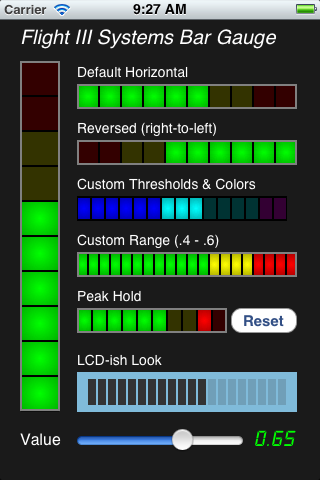 Carrier 9:27 AM
Flight III Systems Bar Gauge
Default Horizontal
Reversed (right-to-left)
Custom Thresholds & Colors
Custom Range (.4 - .6)
Peak Hold
Reset
LCD-ish Look
Value 0.65